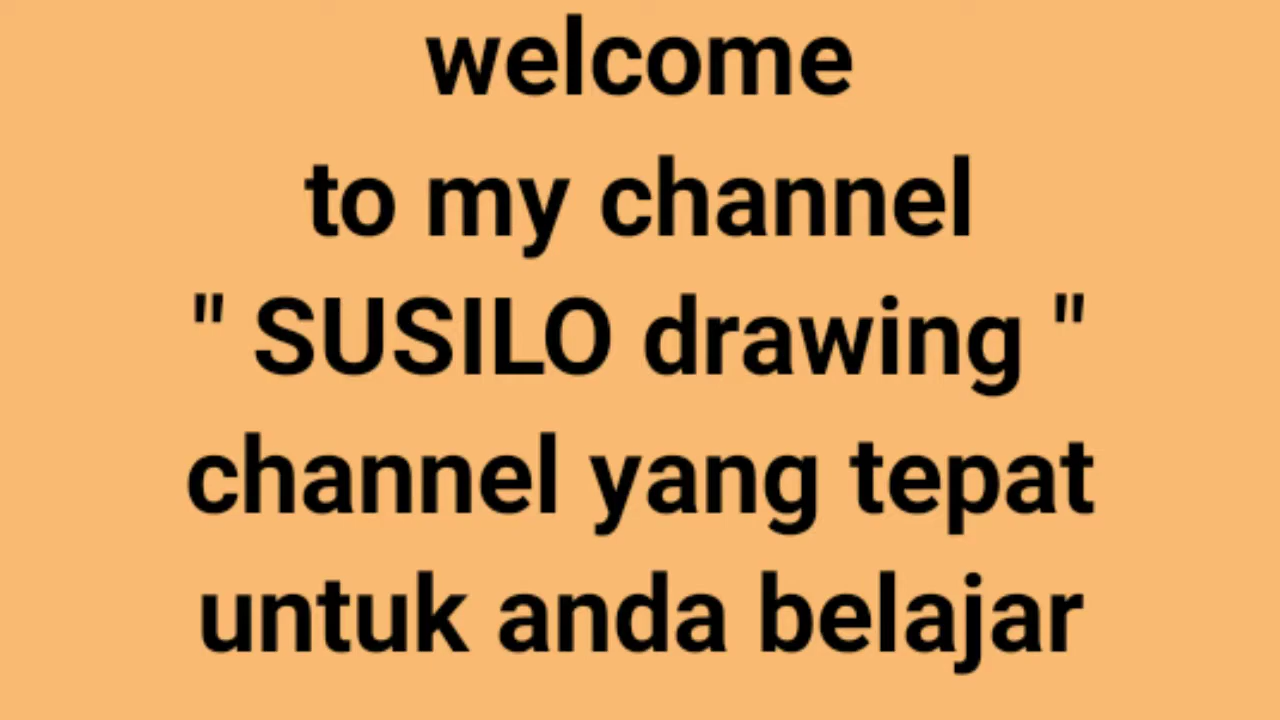 welcome
to my channel
" SUSILO drawing "
channel yang tepat
untuk anda belajar